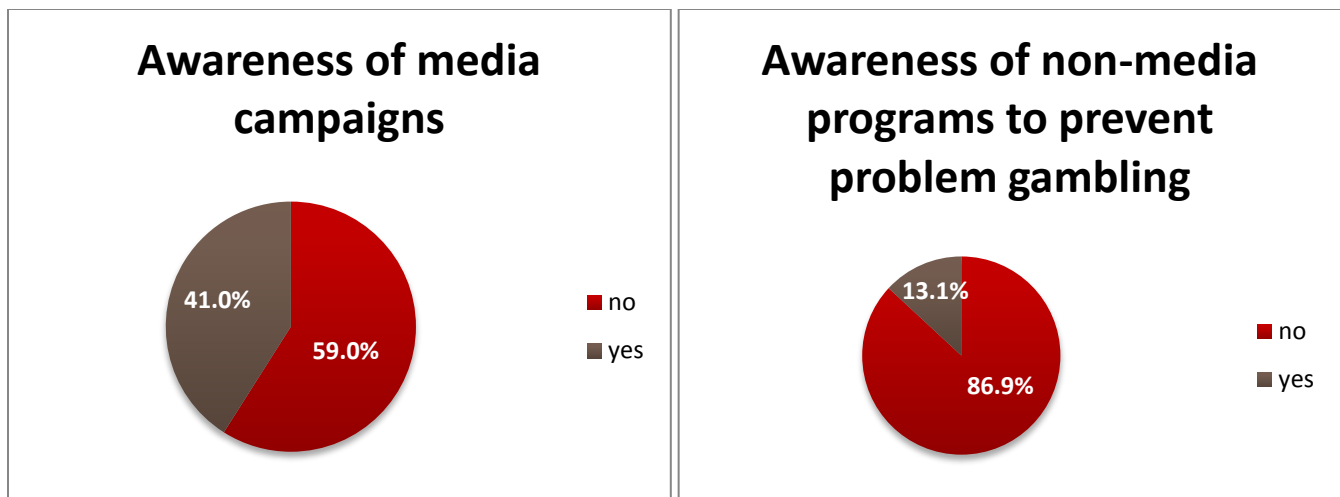 Awareness of media
campaigns
41.0%
59.0%
no
yes
Awareness of non-media
programs to prevent
problem gambling
13.1%
86.9%
no
yes